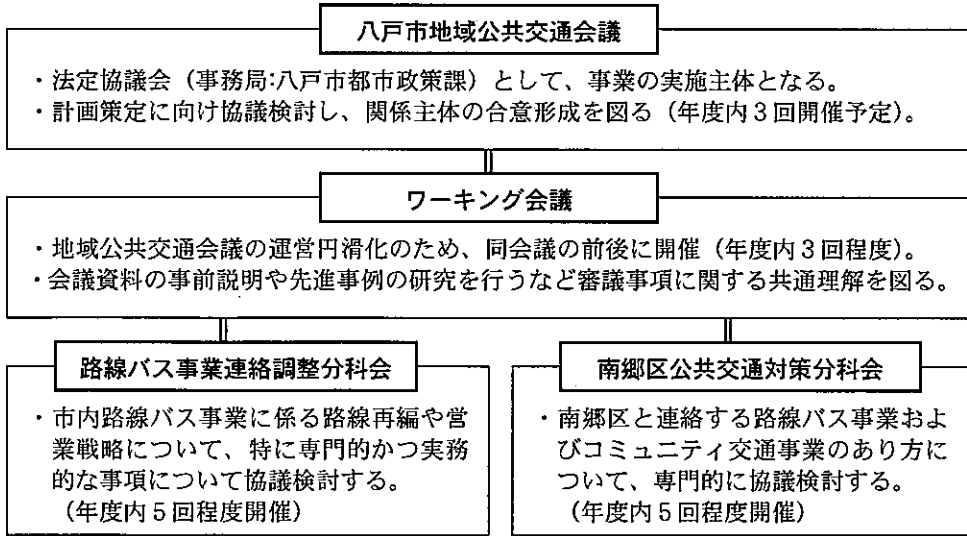 八戸市地域公共交通会議
・法定協議会（事務局:八戸市都市政策課）として、事業の実施主体となる。
・計画策定に向け協議検討し、関係主体の合意形成を図る（年度内３回開催予定）。
ワーキング会議
・地域公共交通会議の運営円滑化のため、同会議の前後に開催（年度内３回程度）。
・会議資料の事前説明や先進事例の研究を行うなど審議事項に関する共通理解を図る。
路線バス事業連絡調整分科会
・市内路線バス事業に係る路線再編や営
業戦略について、特に専門的かつ実務
的な事項について協議検討する。
（年度内５回程度開催）
南郷区公共交通対策分科会
・南郷区と連絡する路線バス事業およ
びコミュニティ交通事業のあり方に
ついて、専門的に協議検討する。
（年度内５回程度開催）